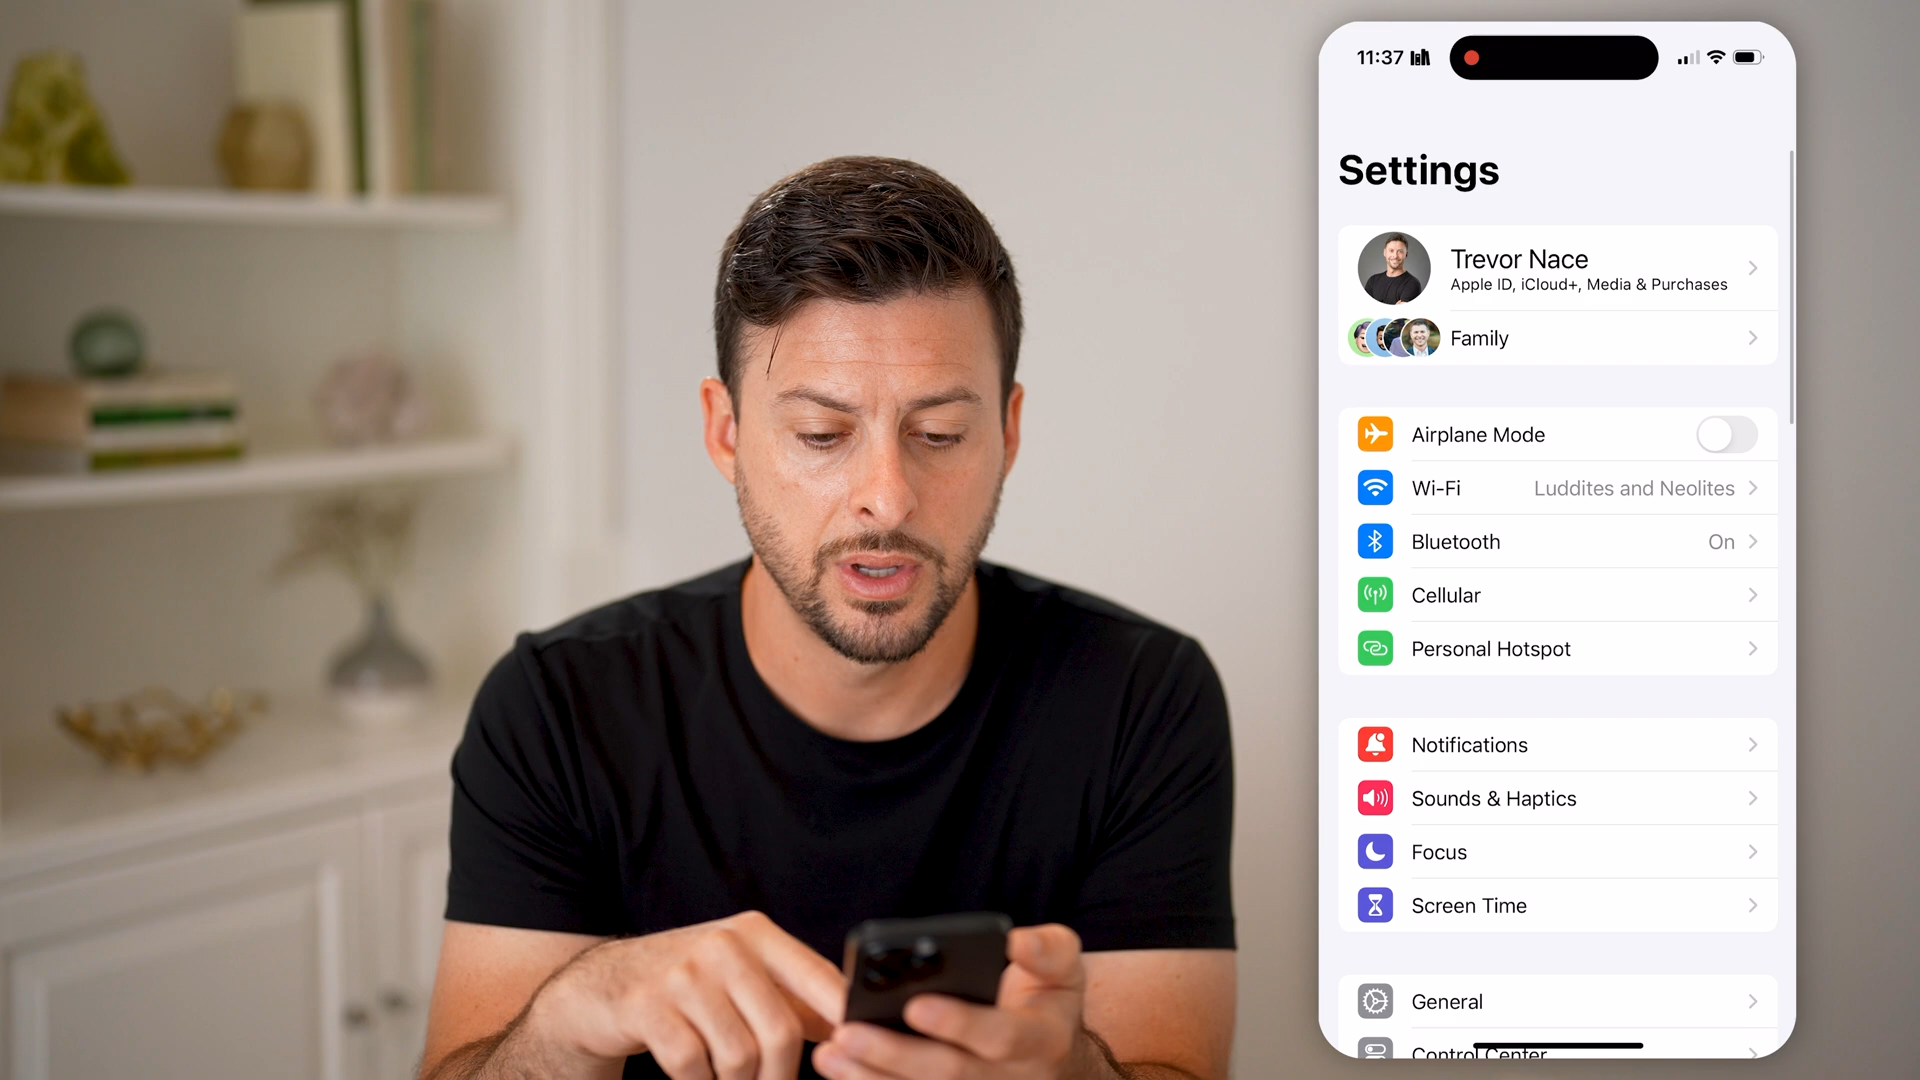 11:37
Settings
Trevor Nace
Apple ID, iCloud+, Media & Purchases
Family
Airplane Mode
Wi-Fi Luddites and Neolites
Bluetooth On
Cellular
Personal Hotspot
Notifications
Sounds & Haptics
Focus
Screen Time
General
Control Center